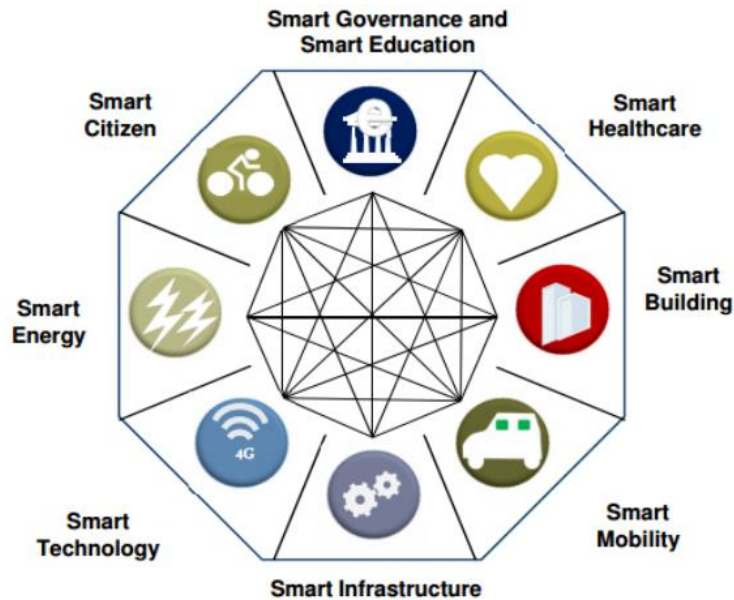 Smart Governance and
Smart Education
Smart
Citizen
Smart
Healthcare
Smart
Energy
Smart
Building
4G
Smart
Technology
Smart
Mobility
Smart Infrastructure